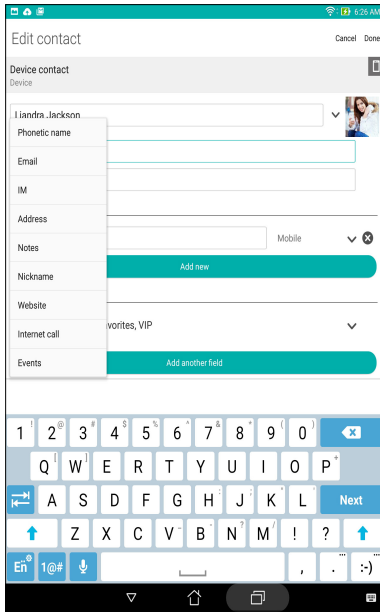 6:26 AM
Edit contact
Cancel Done
Device contact
Device
Liandra Jackson
Phonetic name
Email
IM
Address
Notes
Mobile
Add new
Nickname
Website
Internet call
vorites, VIP
Events
Add another field
1 ! 2 @ 3 # 4 $ 5 % 6 ^ 7 & 8 * 9 ( 0 )
Q [ W ] E R T Y U I O P +
A S D F G H : J ; K ' L Next
Z X C V - B N ? M / ! ?
En 1@# , . ... :-) ...